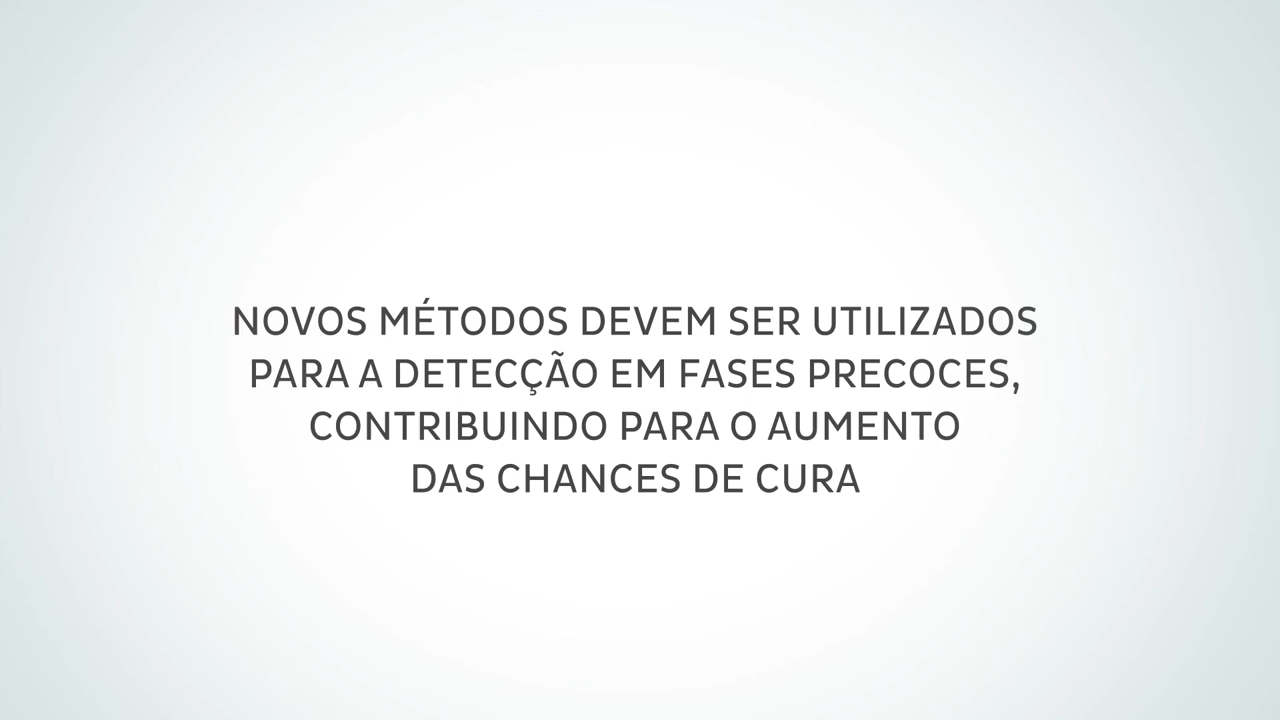 NOVOS MÉTODOS DEVEM SER UTILIZADOS
PARA A DETECÇÃO EM FASES PRECOCES,
CONTRIBUINDO PARA O AUMENTO
DAS CHANCES DE CURA